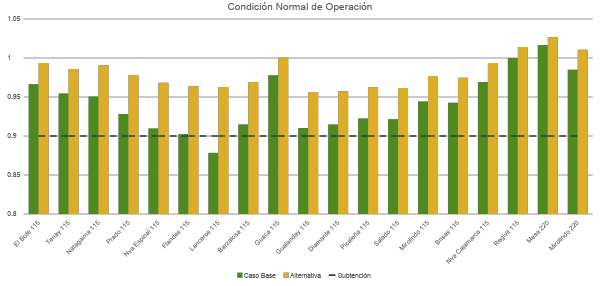 Condición Normal de Operación
1.05
1
0.95
0.9
0.85
0.8
El Bote 115
Tenay 115
Natagaima 115
Prado 115
Nva Espinal 115
Flandes 115
Lanceros 115
Barzalosa 115
Guaca 115
Gualanday 115
Diamante 115
Picaleña 115
Salado 115
Mirolindo 115
Brisas 115
Nva Cajamarca 115
Regivit 115
Mesa 220
Mirolindo 220
Caso Base Alternativa Subtención